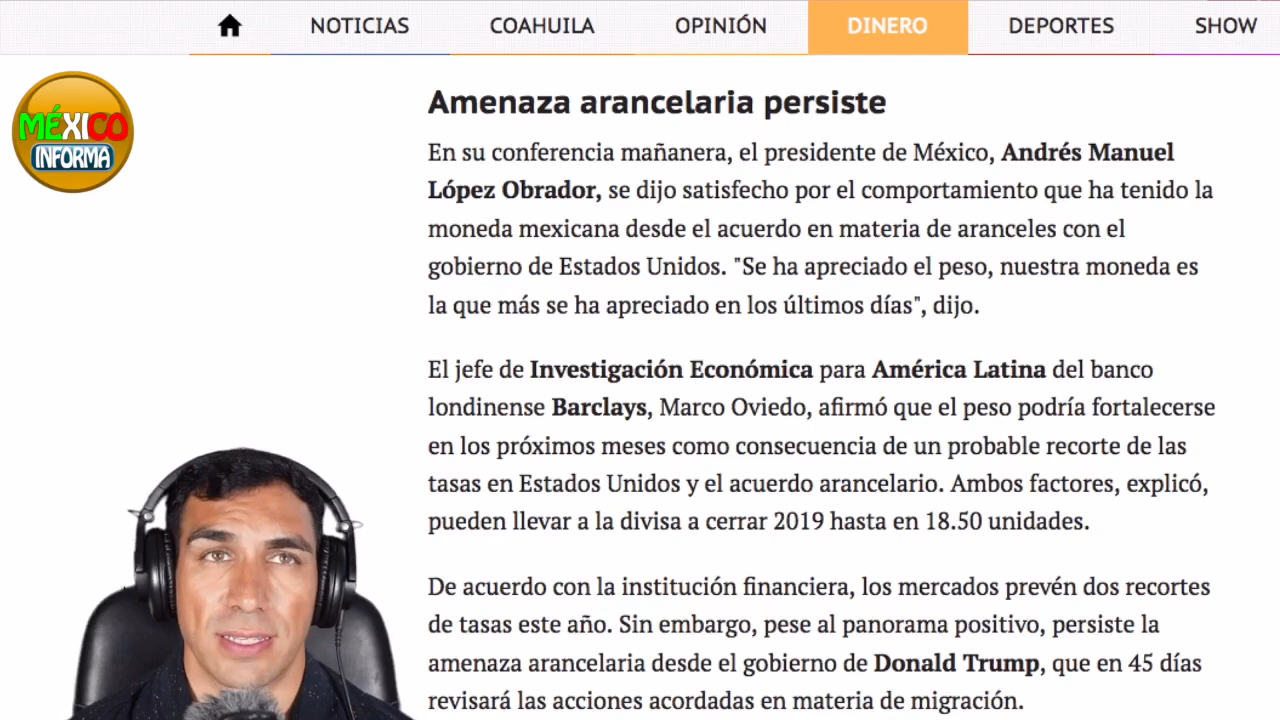 NOTICIAS COAHUILA OPINIÓN DINERO DEPORTES SHOW
MÉXICO
INFORMA
Amenaza arancelaria persiste
En su conferencia mañanera, el presidente de México, Andrés Manuel
López Obrador, se dijo satisfecho por el comportamiento que ha tenido la
moneda mexicana desde el acuerdo en materia de aranceles con el
gobierno de Estados Unidos. "Se ha apreciado el peso, nuestra moneda es
la que más se ha apreciado en los últimos días", dijo.
El jefe de Investigación Económica para América Latina del banco
londinense Barclays, Marco Oviedo, afirmó que el peso podría fortalecerse
en los próximos meses como consecuencia de un probable recorte de las
tasas en Estados Unidos y el acuerdo arancelario. Ambos factores, explicó,
pueden llevar a la divisa a cerrar 2019 hasta en 18.50 unidades.
De acuerdo con la institución financiera, los mercados prevén dos recortes
de tasas este año. Sin embargo, pese al panorama positivo, persiste la
amenaza arancelaria desde el gobierno de Donald Trump, que en 45 días
revisará las acciones acordadas en materia de migración.